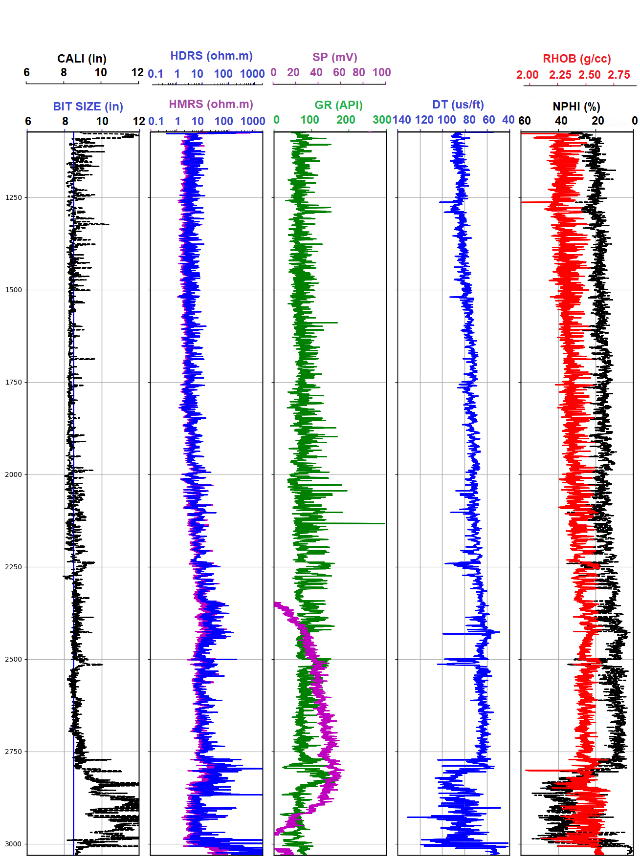 CALI (in)
6 8 10 12
HDRS (ohm.m)
0.1 1 10 100 1000
SP (mV)
0 20 40 60 80 100
RHOB (g/cc)
2.00 2.25 2.50 2.75
BIT SIZE (in)
6 8 10 12
HMRS (ohm.m)
0.1 1 10 100 1000
GR (API)
0 100 200 300
DT (us/ft)
140 120 100 80 60 40
NPHI (%)
60 40 20 0
1250
1500
1750
2000
2250
2500
2750
3000